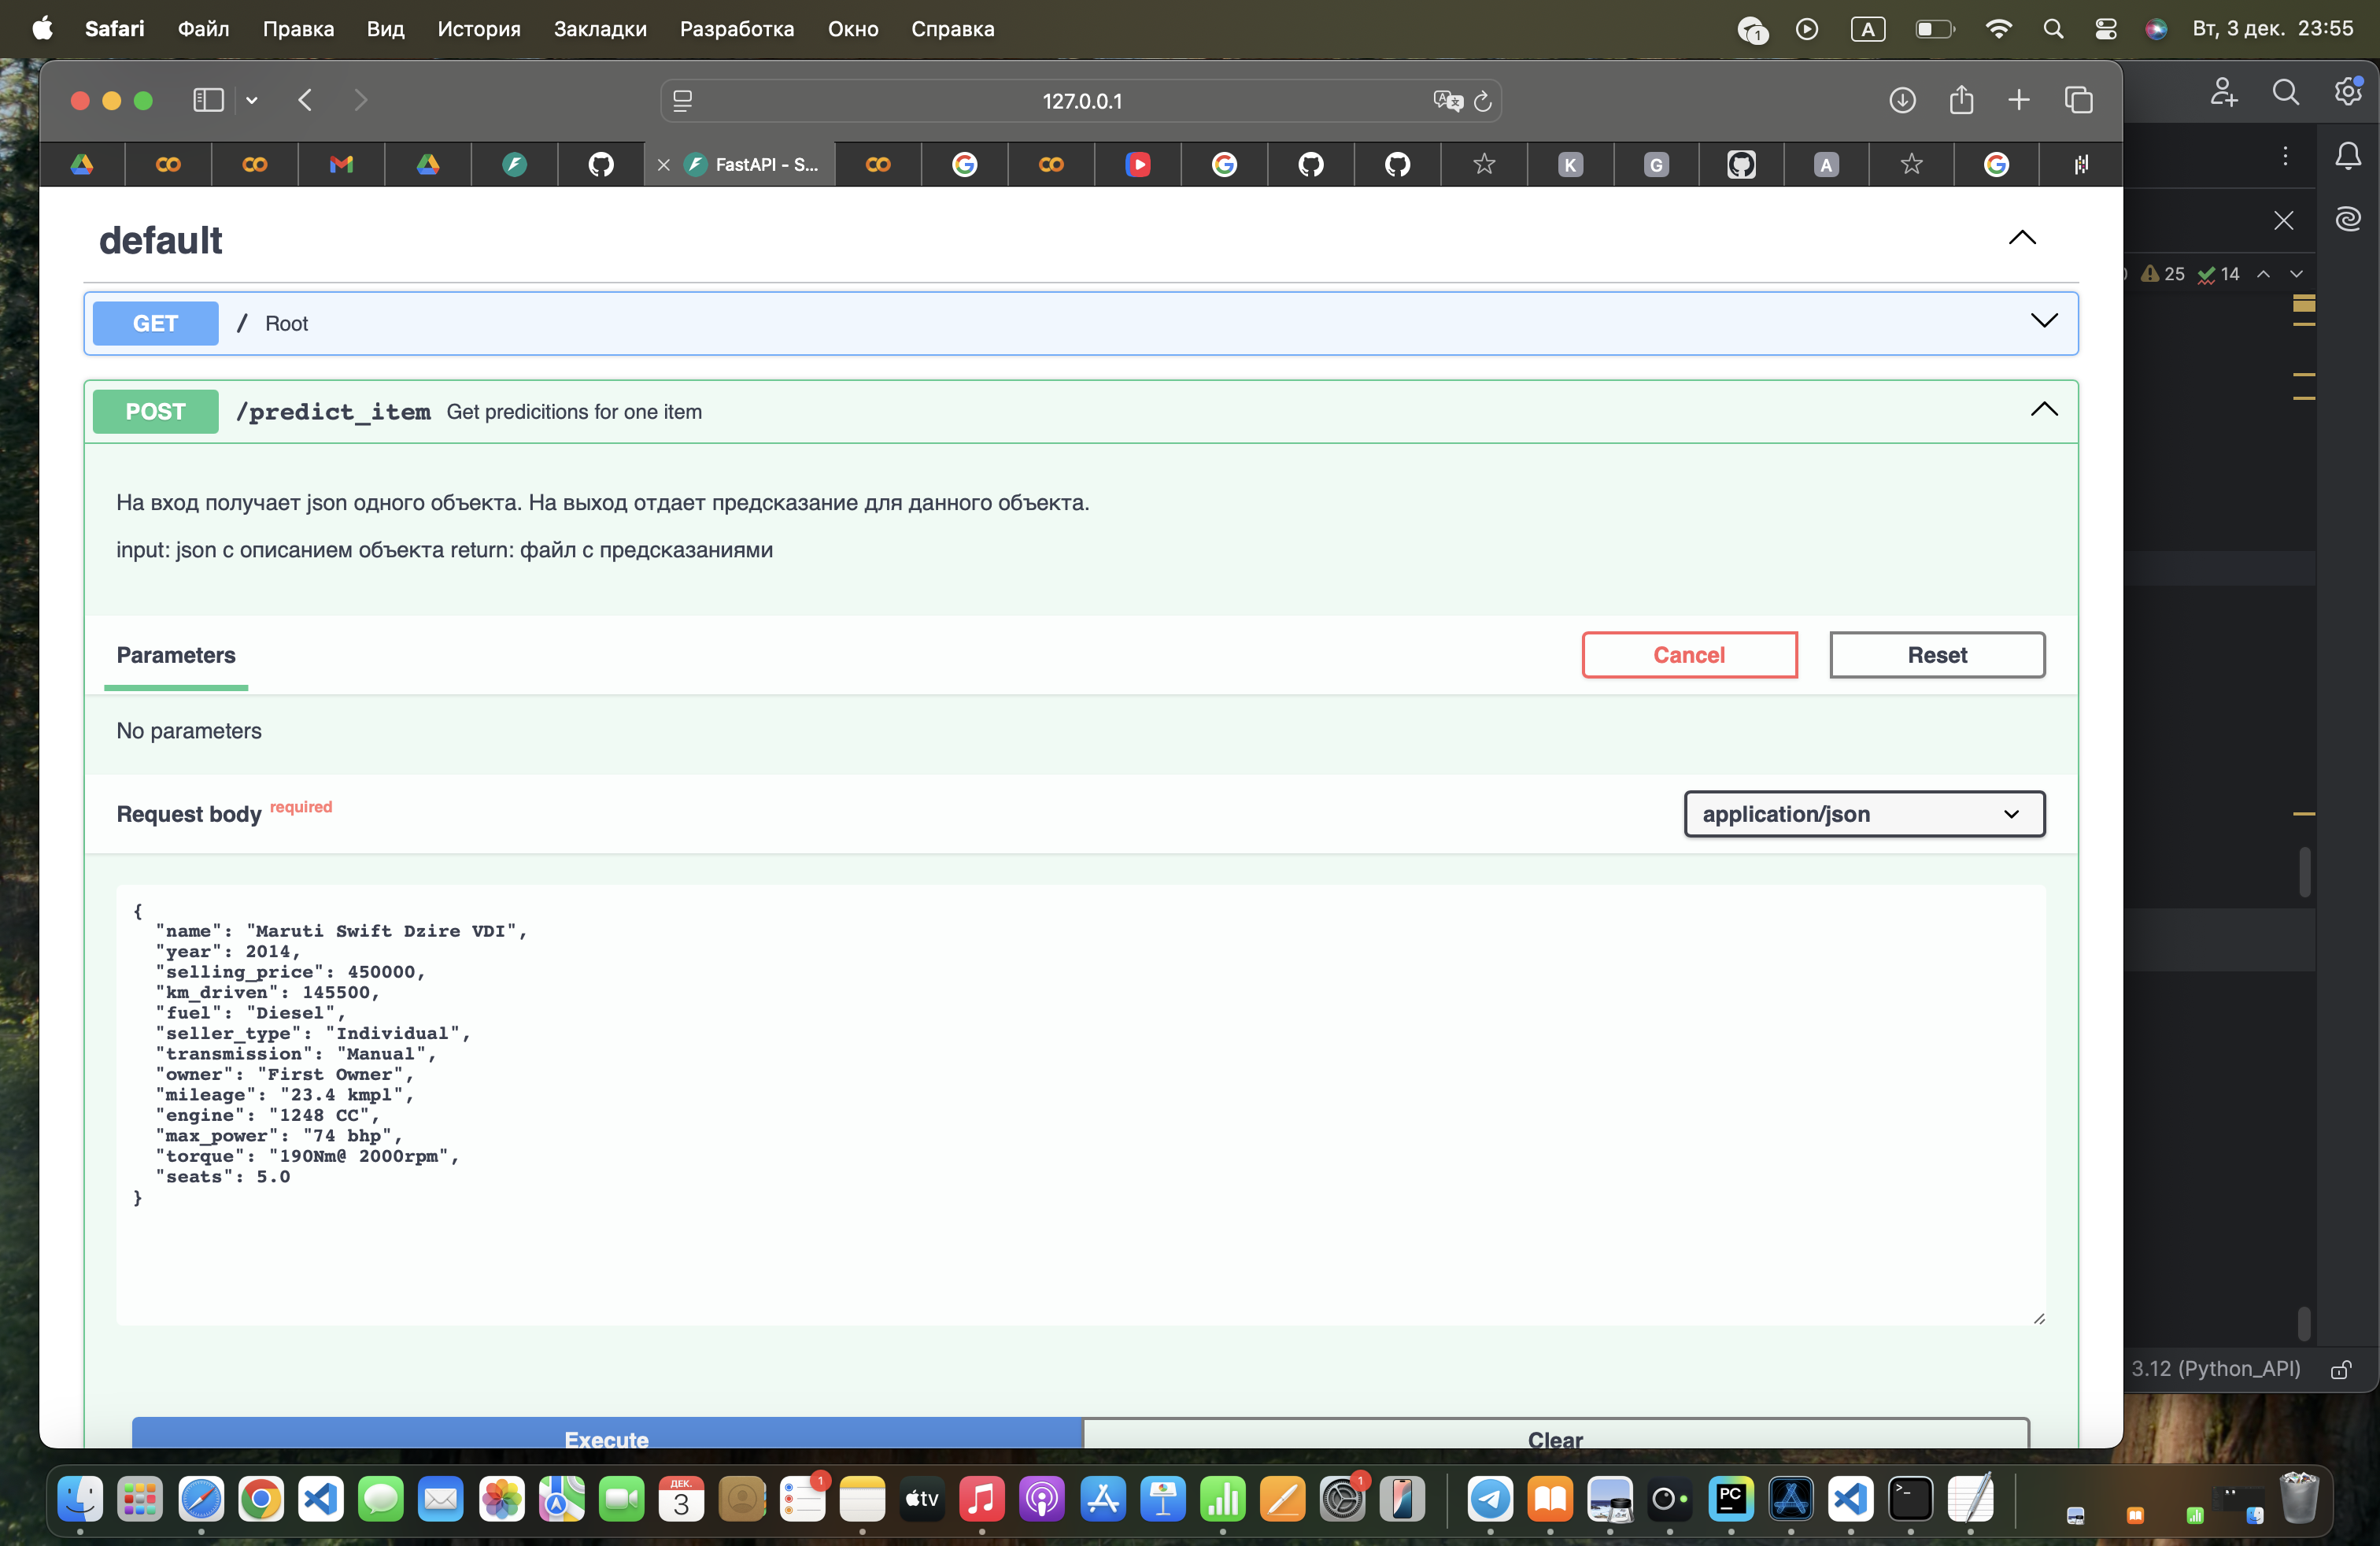 Safari Файл Правка Вид История Закладки Разработка Окно Справка
1
A
Вт, 3 дек. 23:55
127.0.0.1
FastAPI - S...
K
G
A
25
14
default
GET / Root
POST /predict_item Get predicitions for one item
На вход получает json одного объекта. На выход отдает предсказание для данного объекта.
input: json с описанием объекта return: файл с предсказаниями
Parameters
Cancel
Reset
No parameters
Request body required
application/json
{
"name": "Maruti Swift Dzire VDI",
"year": 2014,
"selling_price": 450000,
"km_driven": 145500,
"fuel": "Diesel",
"seller_type": "Individual",
"transmission": "Manual",
"owner": "First Owner",
"mileage": "23.4 kmpl",
"engine": "1248 CC",
"max_power": "74 bhp",
"torque": "190Nm@ 2000rpm",
"seats": 5.0
}
Execute
Clear
3.12 (Python_API)
ДЕК.
3
1
tv
1
PC